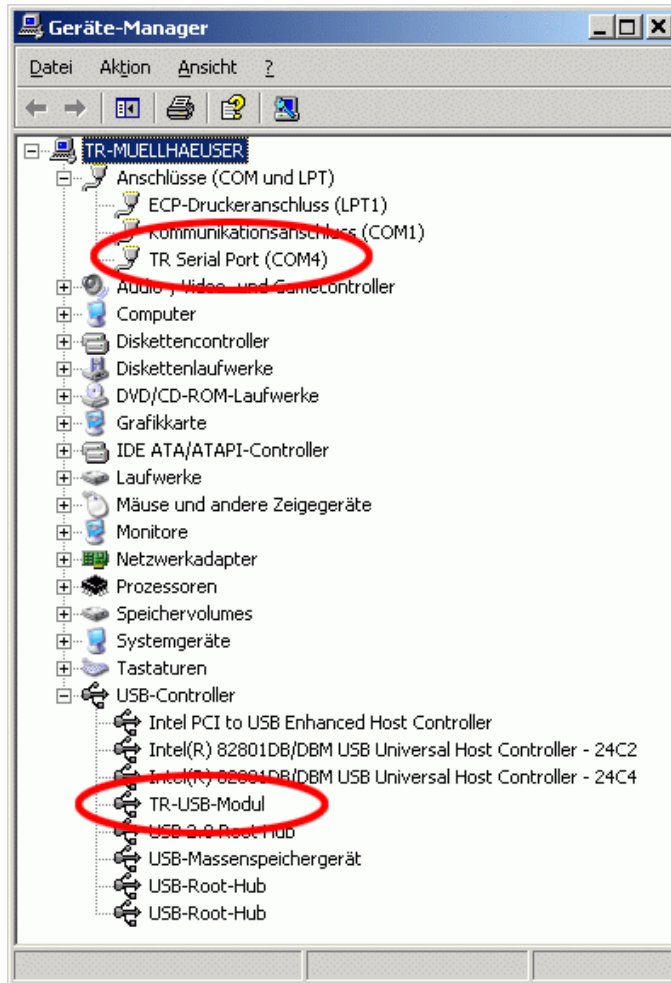 Geräte-Manager
Datei Aktion Ansicht ?
TR-MUELLHAEUSER
Anschlüsse (COM und LPT)
ECP-Druckeranschluss (LPT1)
Kommunikationsanschluss (COM1)
TR Serial Port (COM4)
Audio-, Video- und Gamecontroller
Computer
Diskettencontroller
Diskettenlaufwerke
DVD/CD-ROM-Laufwerke
Grafikkarte
IDE ATA/ATAPI-Controller
Laufwerke
Mäuse und andere Zeigegeräte
Monitore
Netzwerkadapter
Prozessoren
Speichervolumes
Systemgeräte
Tastaturen
USB-Controller
Intel PCI to USB Enhanced Host Controller
Intel(R) 82801DB/DBM USB Universal Host Controller - 24C2
Intel(R) 82801DB/DBM USB Universal Host Controller - 24C4
TR-USB-Modul
USB 2.0 Root Hub
USB-Massenspeichergerät
USB-Root-Hub
USB-Root-Hub